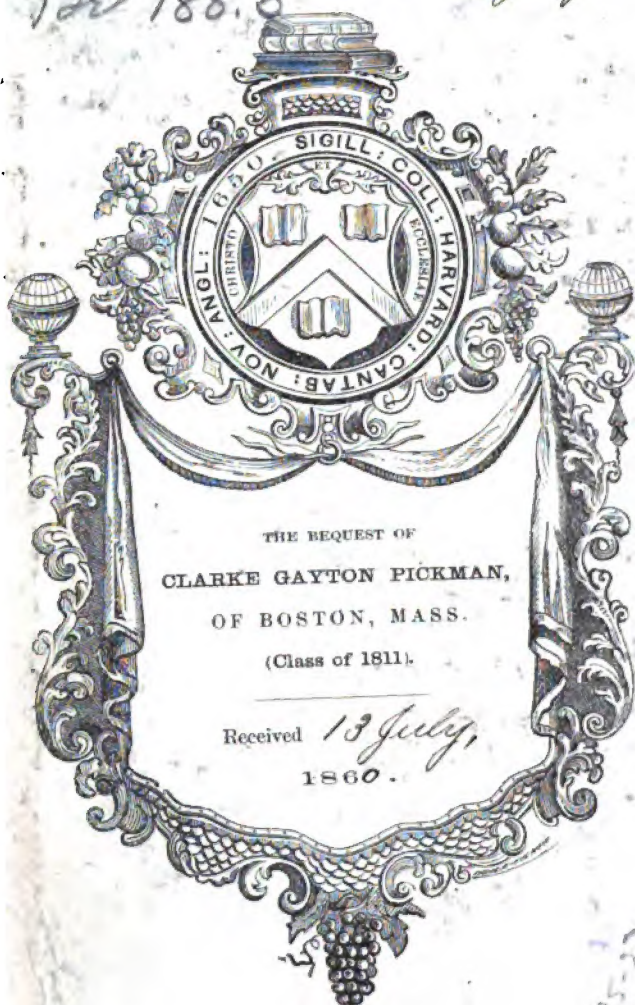 188.
SIGILL: COLL: HARVARD: CANTAB: NOV: ANGL: 1650
ET
CHRISTO
ECCLESIAE
THE BEQUEST OF
CLARKE GAYTON PICKMAN,
OF BOSTON, MASS.
(Class of 1811).
Received 13 July,
1860.